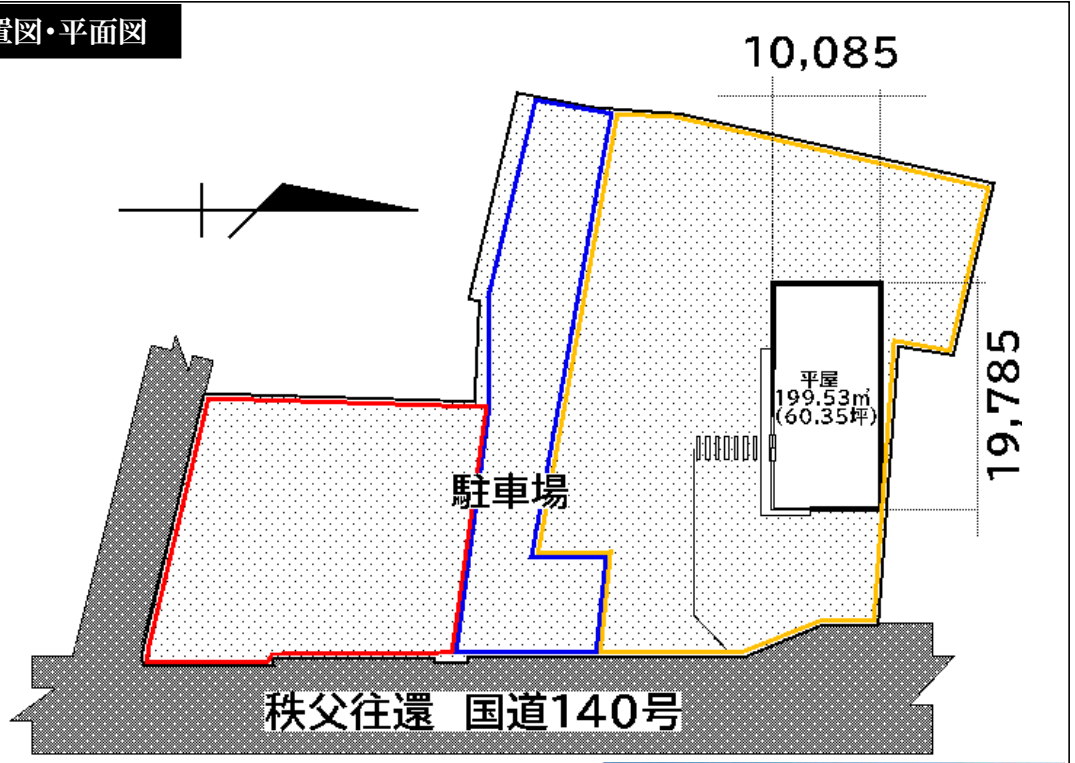 置図・平面図
10,085
平屋
199.53㎡
(60.35坪)
19,785
駐車場
秩父往還 国道140号